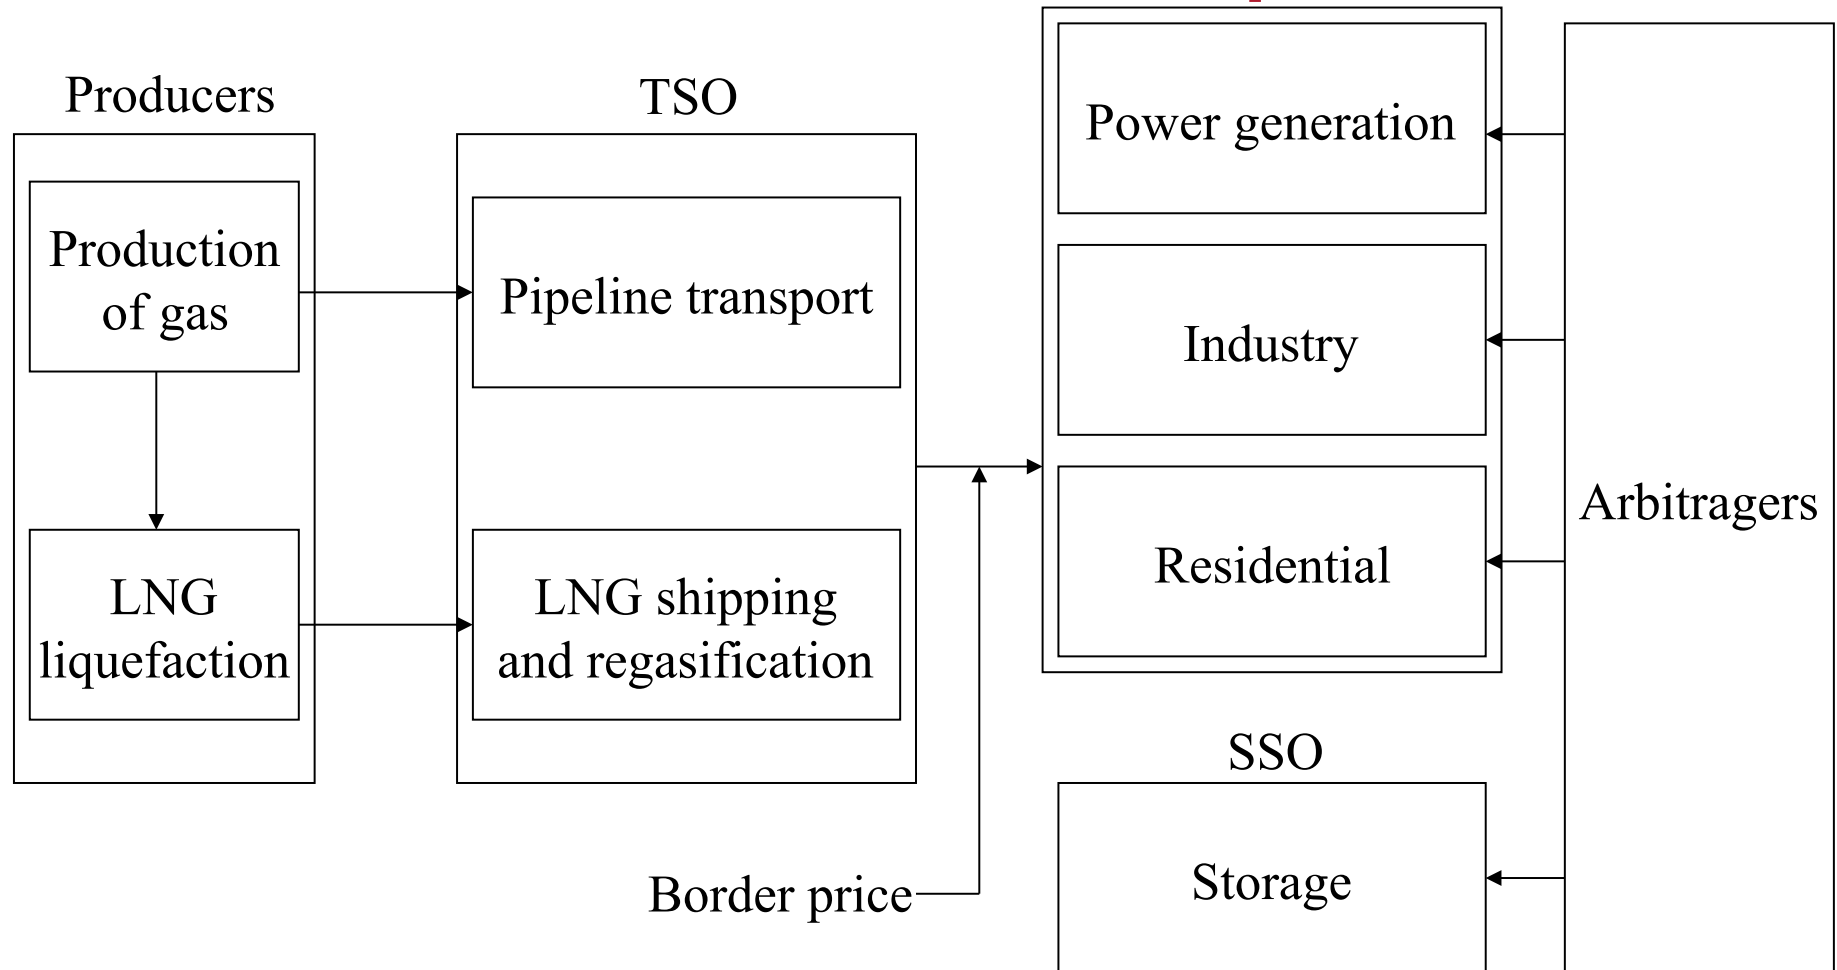 Producers
TSO
Production
of gas
LNG
liquefaction
Pipeline transport
LNG shipping
and regasification
Border price
Power generation
Industry
Residential
SSO
Storage
Arbitragers